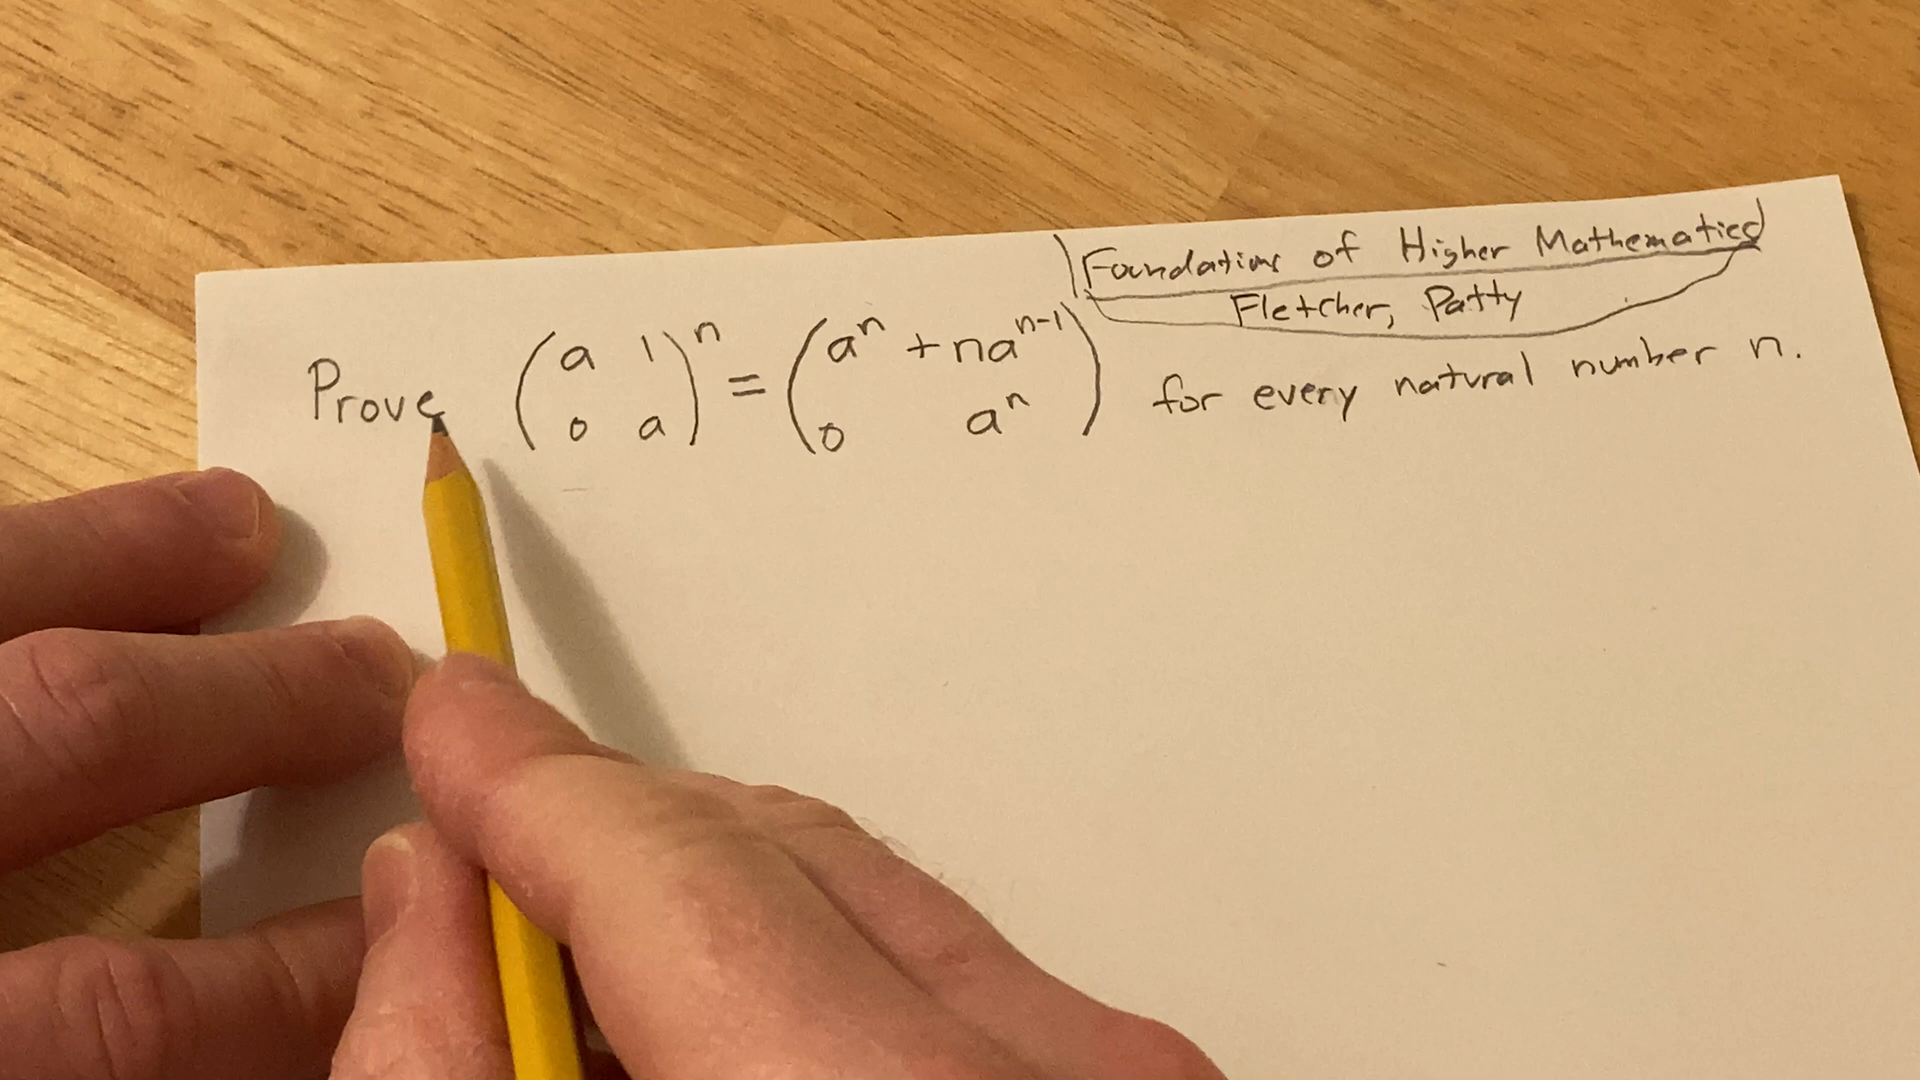 Foundations of Higher Mathematics
Fletcher, Patty
Prove (a 1 0 a)^n = (a^n + na^{n-1} 0 a^n) for every natural number n.